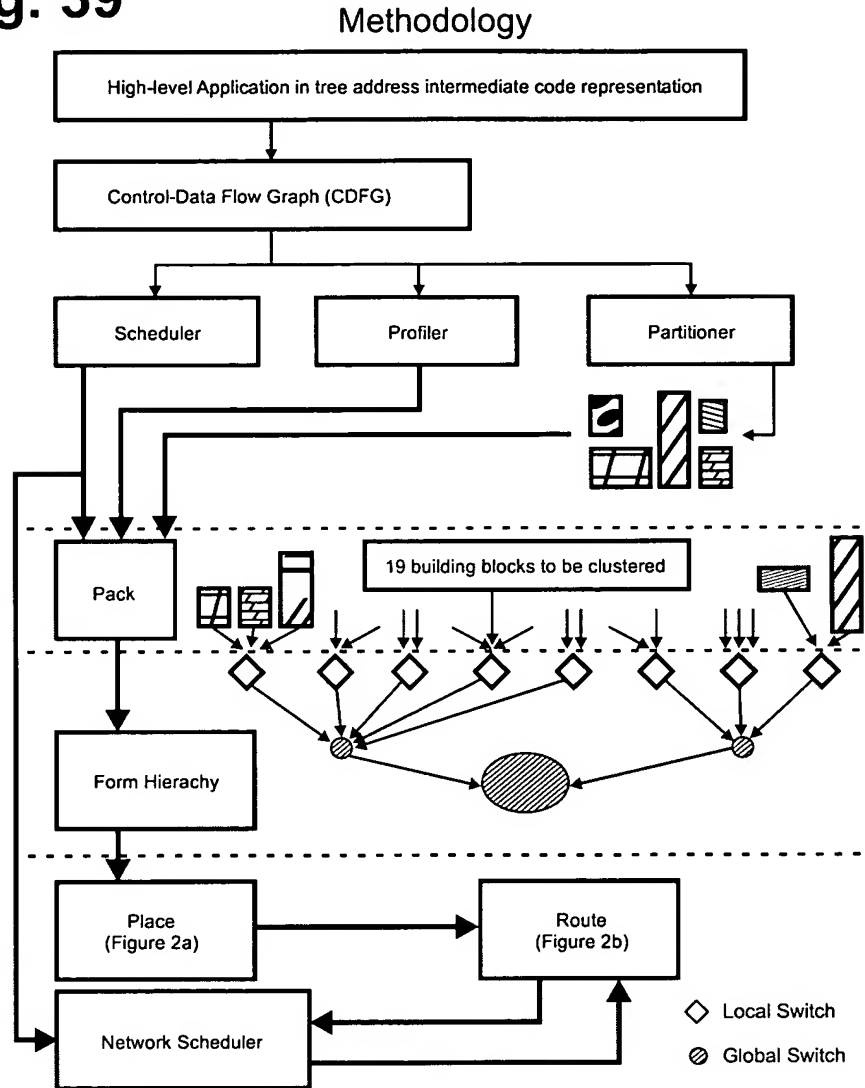 g. 39
Methodology
High-level Application in tree address intermediate code representation
Control-Data Flow Graph (CDFG)
Scheduler
Profiler
Partitioner
Pack
19 building blocks to be clustered
Form Hierachy
Place
(Figure 2a)
Route
(Figure 2b)
Network Scheduler
Local Switch
Global Switch